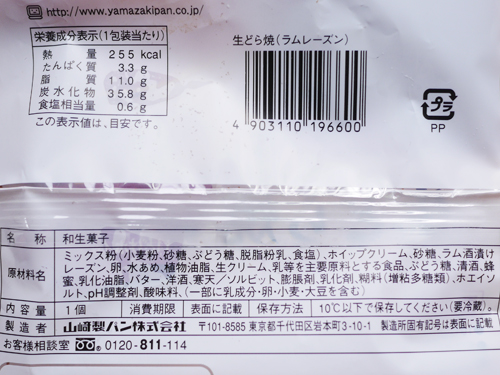 http://www.yamazakipan.co.jp/
栄養成分表示(1包装当たり)
熱量 255 kcal
たんぱく質 3.3 g
脂質 11.0 g
炭水化物 35.8 g
食塩相当量 0.6 g
この表示値は、目安です。
生どら焼(ラムレーズン)
4 903110 196600
プラ
PP
名称 和生菓子
原材料名 ミックス粉(小麦粉、砂糖、ぶどう糖、脱脂粉乳、食塩)、ホイップクリーム、砂糖、ラム酒漬け
レーズン、卵、水あめ、植物油脂、生クリーム、乳等を主要原料とする食品、ぶどう糖、清酒、蜂
蜜、乳化油脂、バター、洋酒、寒天/ソルビット、膨脹剤、乳化剤、糊料(増粘多糖類)、ホエイソ
ルト、pH調整剤、酸味料、(一部に乳成分・卵・小麦・大豆を含む)
内容量 1個 消費期限 表面に記載 保存方法 10℃以下で保存してください(要冷蔵)。
製造者 山崎製パン株式会社 〒101-8585 東京都千代田区岩本町3-10-1 製造所固有記号は表面に記載
お客様相談室 0120-811-114